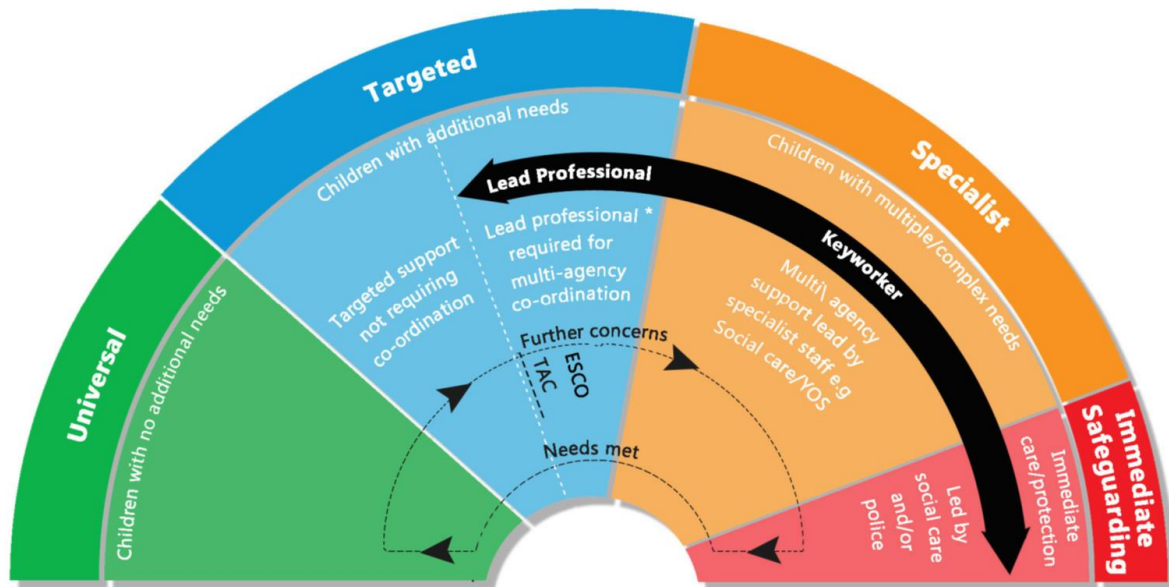 Universal
Children with no additional needs
Targeted
Children with additional needs
Targeted support
not requiring
co-ordination
Lead Professional
Lead professional *
required for
multi-agency
co-ordination
Further concerns
TAC
ESCO
Needs met
Specialist
Children with multiple/complex needs
Keyworker
Multi\ agency
support lead by
specialist staff e.g
Social care/YOS
Immediate
Safeguarding
Immediate
care/protection
Led by
social care
and/or
police